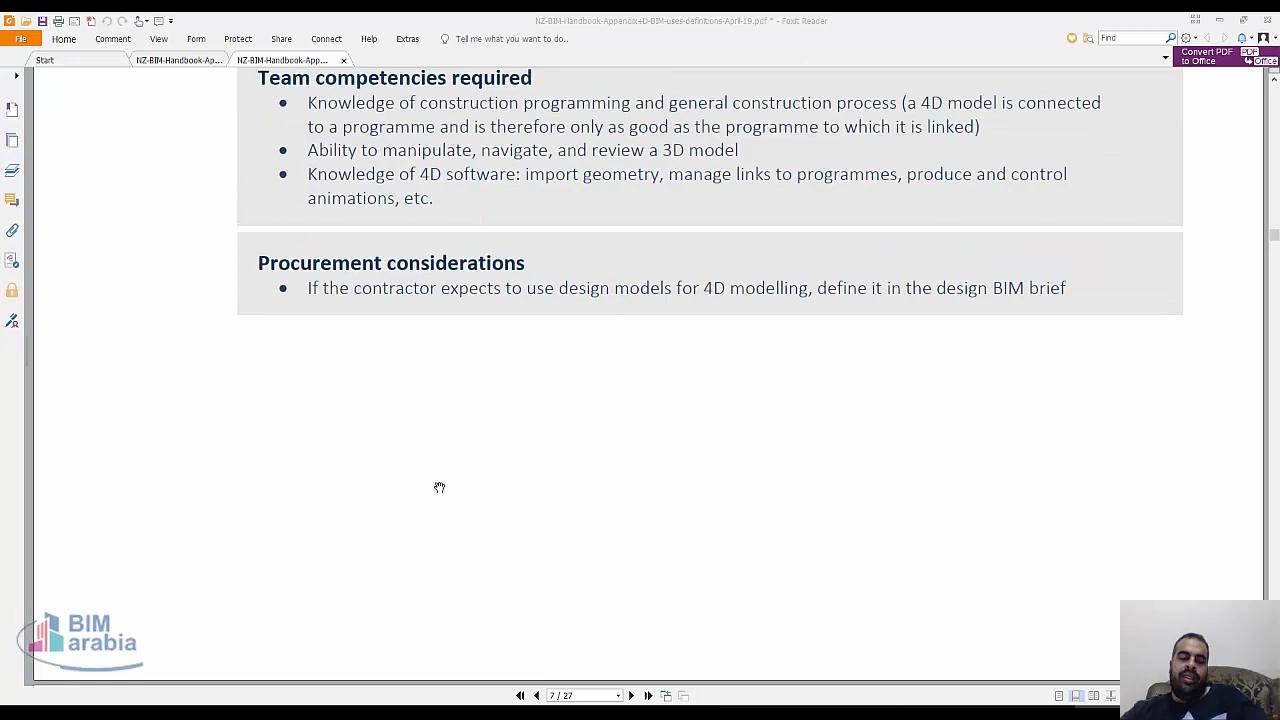 NZ-BIM-Handbook-Appendix+D-BIM-uses-definitions-April-19.pdf * - Foxit Reader
File Home Comment View Form Protect Share Connect Help Extras Tell me what you want to do.. Find
Convert PDF to Office PDF Office
Start NZ-BIM-Handbook-Ap... NZ-BIM-Handbook-App...
Team competencies required
• Knowledge of construction programming and general construction process (a 4D model is connected
to a programme and is therefore only as good as the programme to which it is linked)
• Ability to manipulate, navigate, and review a 3D model
• Knowledge of 4D software: import geometry, manage links to programmes, produce and control
animations, etc.
Procurement considerations
• If the contractor expects to use design models for 4D modelling, define it in the design BIM brief
BIM
arabia
7 / 27